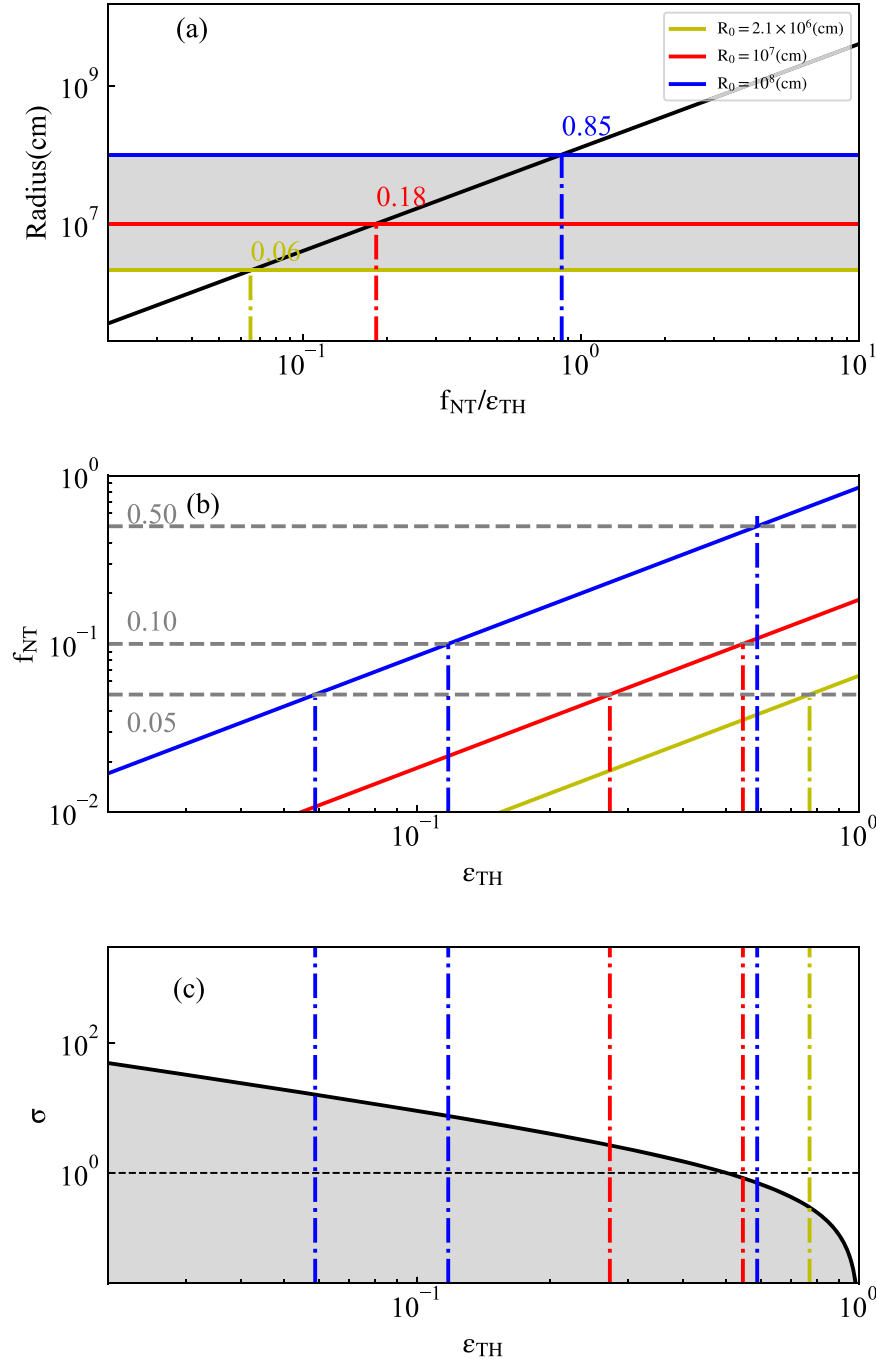 (a)
R₀ = 2.1 × 10⁶(cm)
R₀ = 10⁷(cm)
R₀ = 10⁸(cm)
Radius(cm)
10⁹
10⁷
0.85
0.18
0.06
10⁻¹
10⁰
10¹
f_NT/ε_TH
(b)
f_NT
10⁰
10⁻¹
10⁻²
0.50
0.10
0.05
10⁻¹
10⁰
ε_TH
(c)
σ
10²
10⁰
10⁻¹
10⁰
ε_TH